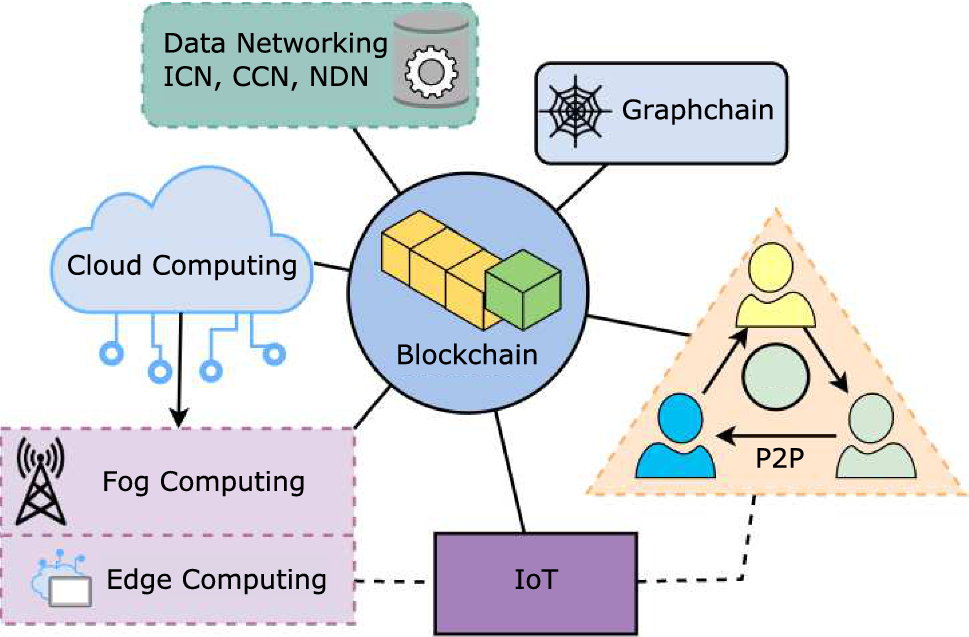 Data Networking
ICN, CCN, NDN
Graphchain
Cloud Computing
Blockchain
P2P
Fog Computing
Edge Computing
IoT